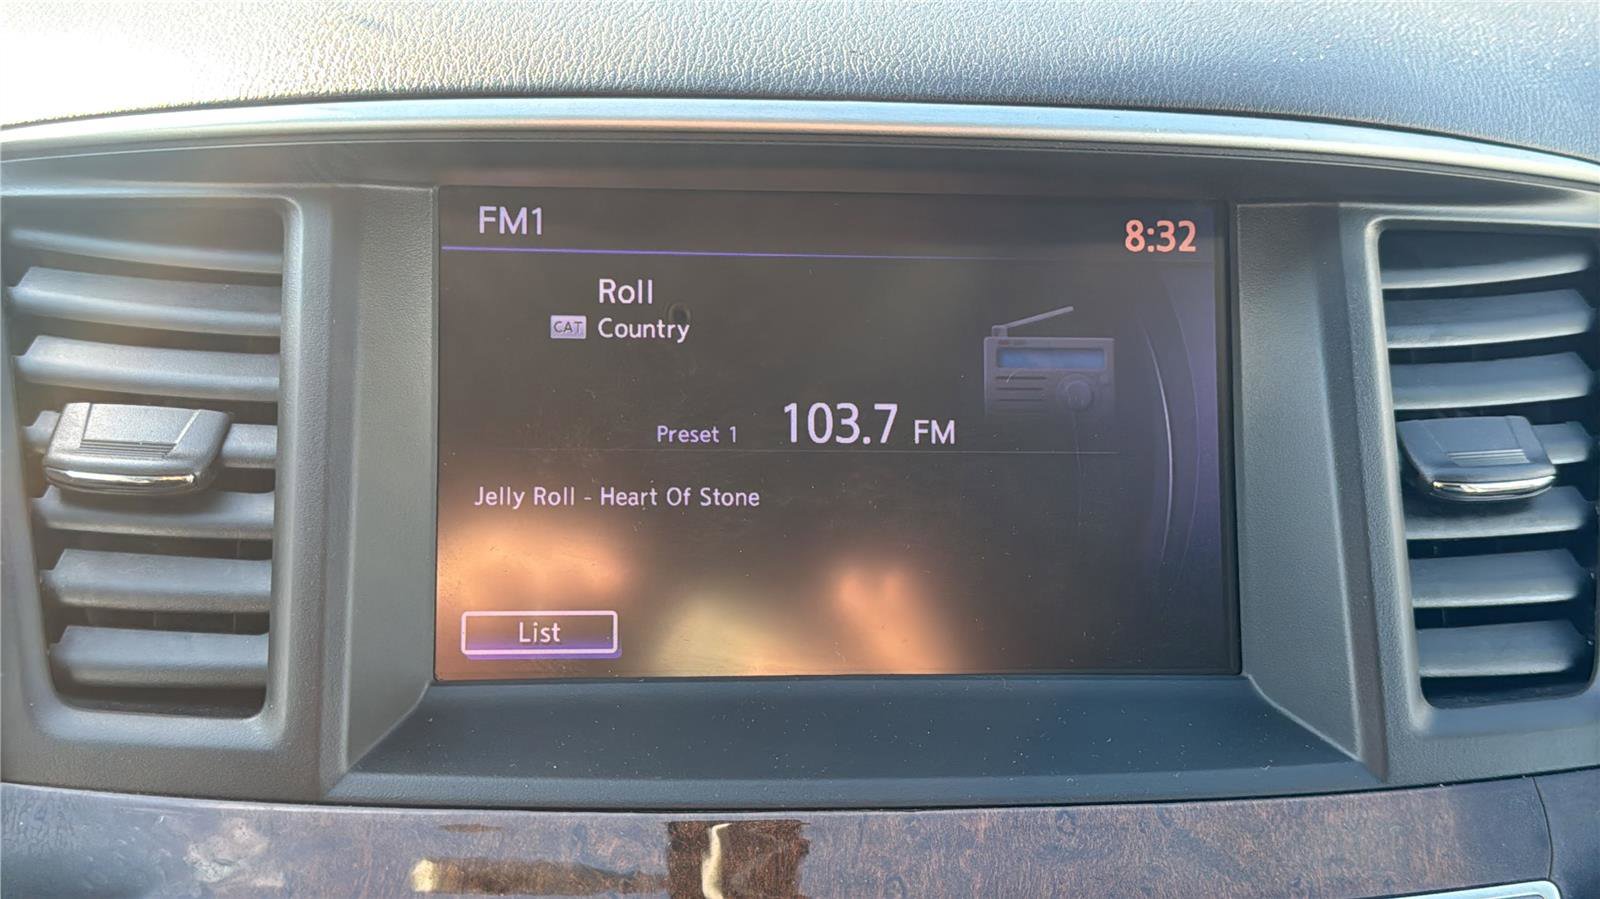 FM1
8:32
Roll
CAT Country
Preset 1 103.7 FM
Jelly Roll - Heart Of Stone
List